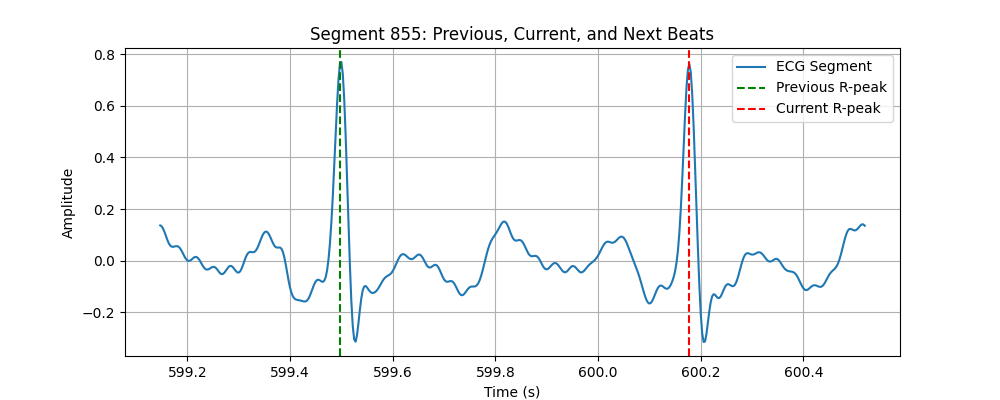 Segment 855: Previous, Current, and Next Beats
ECG Segment
Previous R-peak
Current R-peak
Amplitude
0.8
0.6
0.4
0.2
0.0
−0.2
599.2 599.4 599.6 599.8 600.0 600.2 600.4
Time (s)